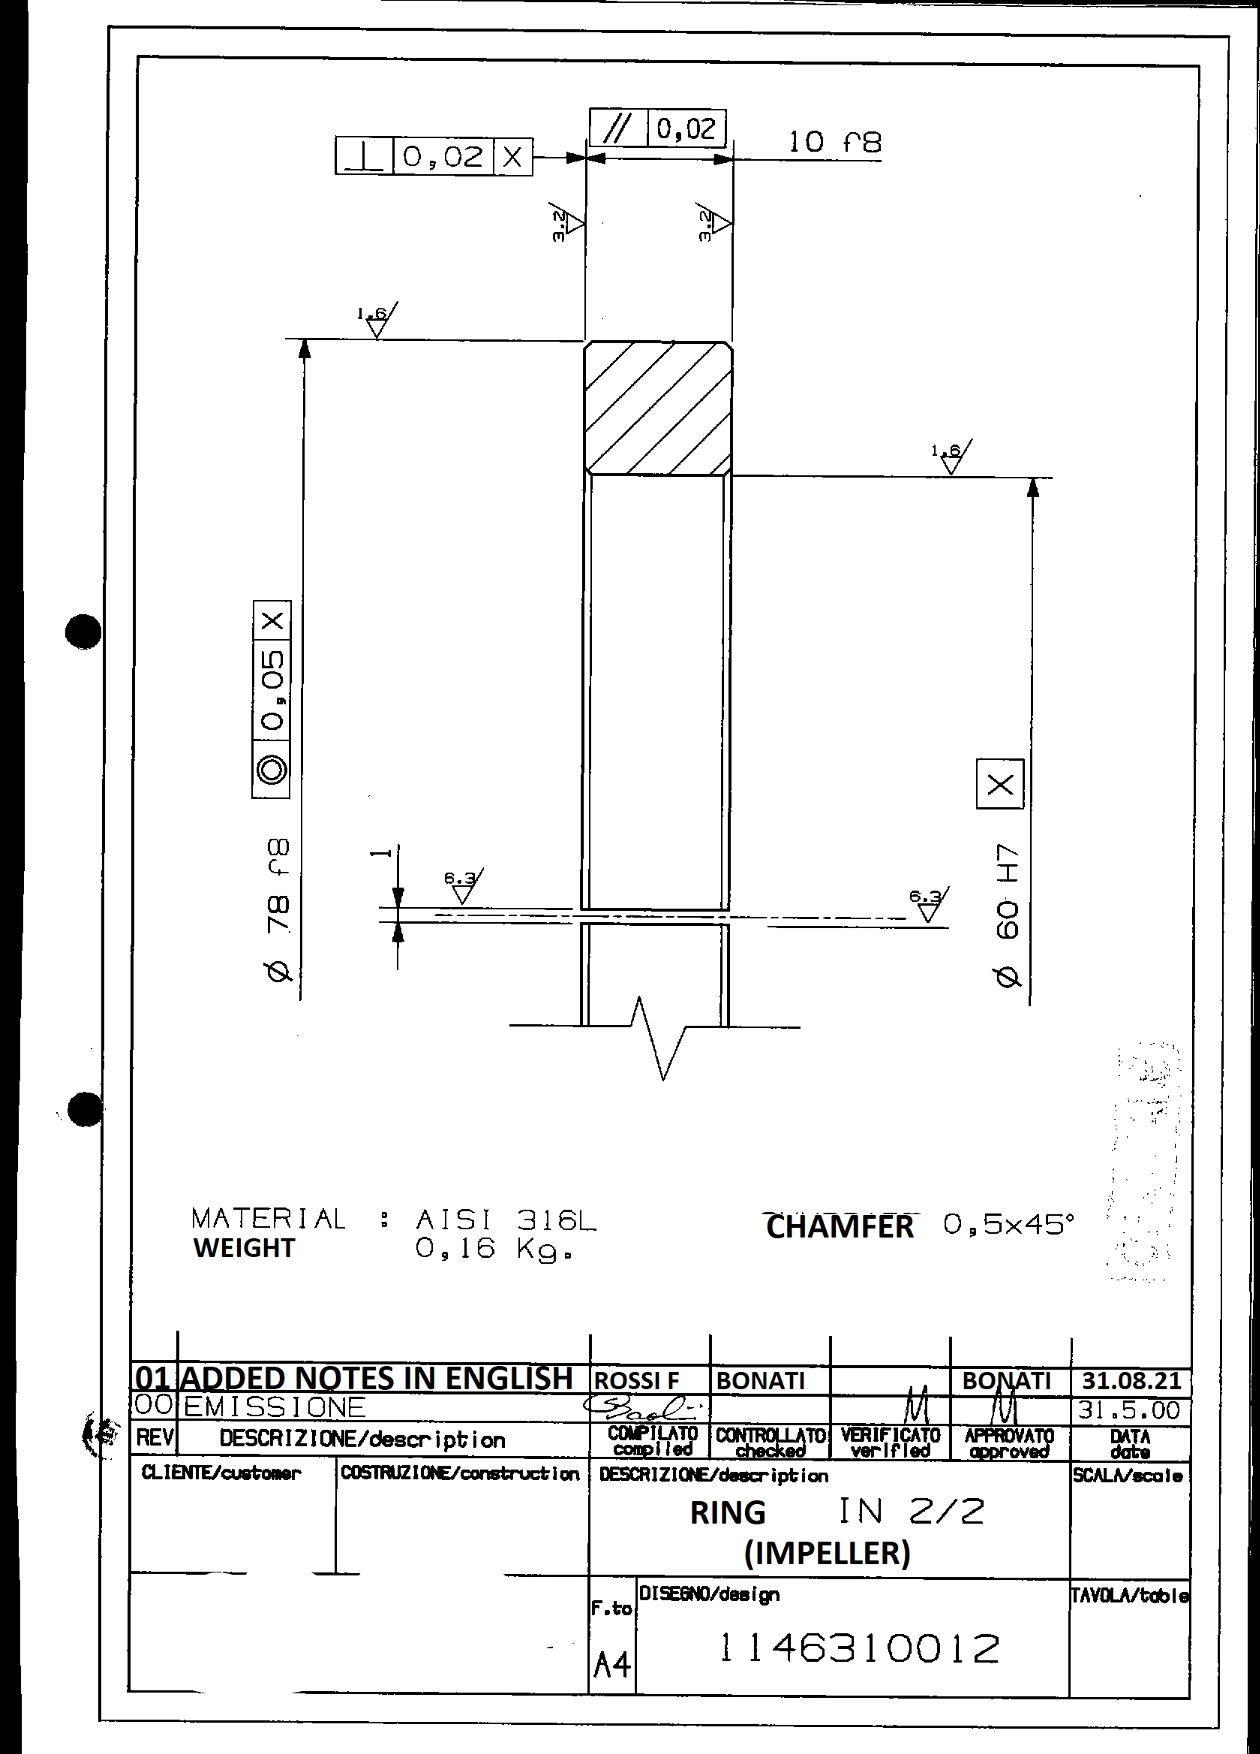 ⊥ 0,02 X
// 0,02
10 f8
3.2
3.2
1.6
1.6
◎ 0,05 X
Ø 78 f8
1
6.3
6.3
X
Ø 60 H7
MATERIAL : AISI 316L
WEIGHT 0,16 Kg.
CHAMFER 0,5x45°
01 ADDED NOTES IN ENGLISH ROSSI F BONATI BONATI 31.08.21
00 EMISSIONE M M 31.5.00
REV DESCRIZIONE/description COMPILATO compiled CONTROLLATO checked VERIFICATO verified APPROVATO approved DATA date
CLIENTE/customer COSTRUZIONE/construction DESCRIZIONE/description SCALA/scale
RING IN 2/2
(IMPELLER)
F.to DISEGNO/design TAVOLA/table
A4 1146310012